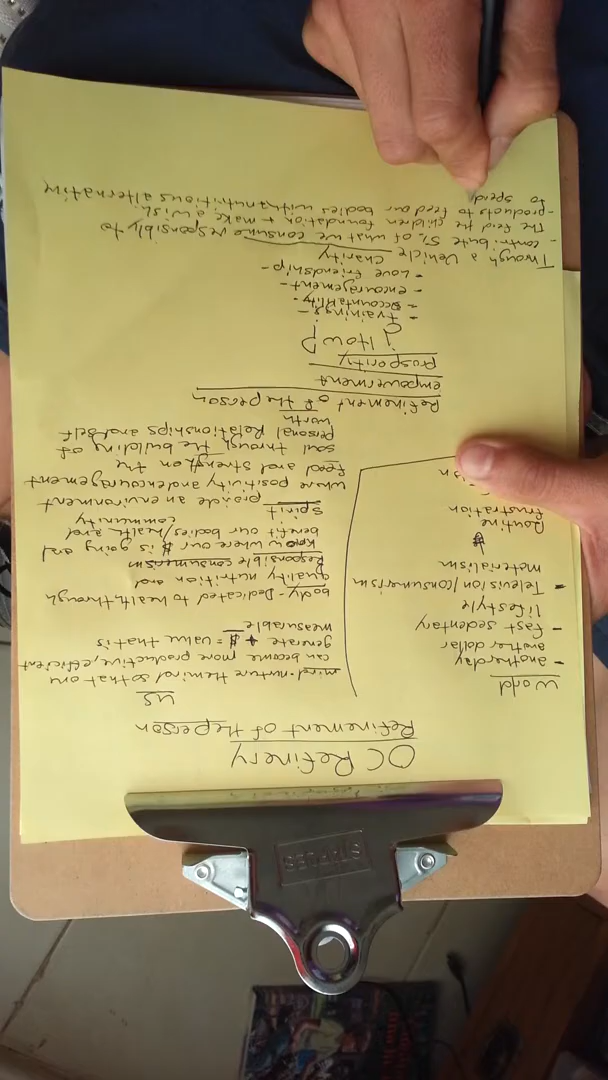 STAPLES
OC Refinery
Refinement of the person
World
- another day
another dollar
- fast sedentary
lifestyle
- Television/consumerism
materialism
$
Routine
frustration
US
mind - nurture the mind so that one
can become more productive, efficient
generate + $ = value that is
measurable
body - Dedicated to health through
quality nutrition and
Responsible consumerism
know where our $ is going and
benefit our bodies/health and
community
spirit - provide an environment
where positivity and encouragement
feed and strengthen the
soul through the building of
personal Relationships and self
worth
Refinement of the person
empowerment
Prosperity
¿How?
- trainings -
- accountability -
- encouragement -
- Love friendship -
Through a Vehicle charity
- contribute 5% of what we consume responsibly to
The feed the children foundation + make a wish
- products to feed our bodies with a nutritious alternative
to spend